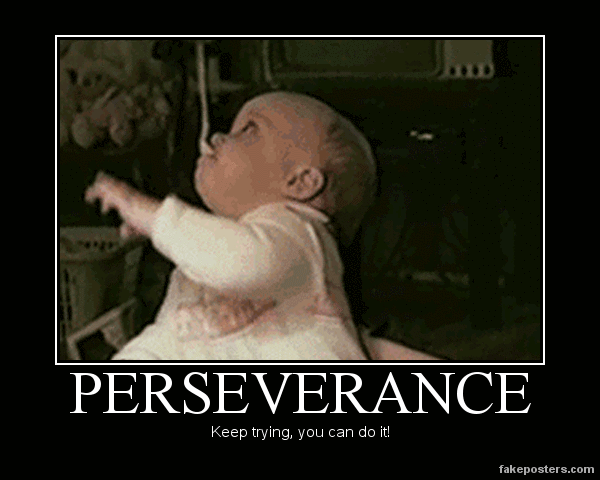 PERSEVERANCE
Keep trying, you can do it!
fakeposters.com